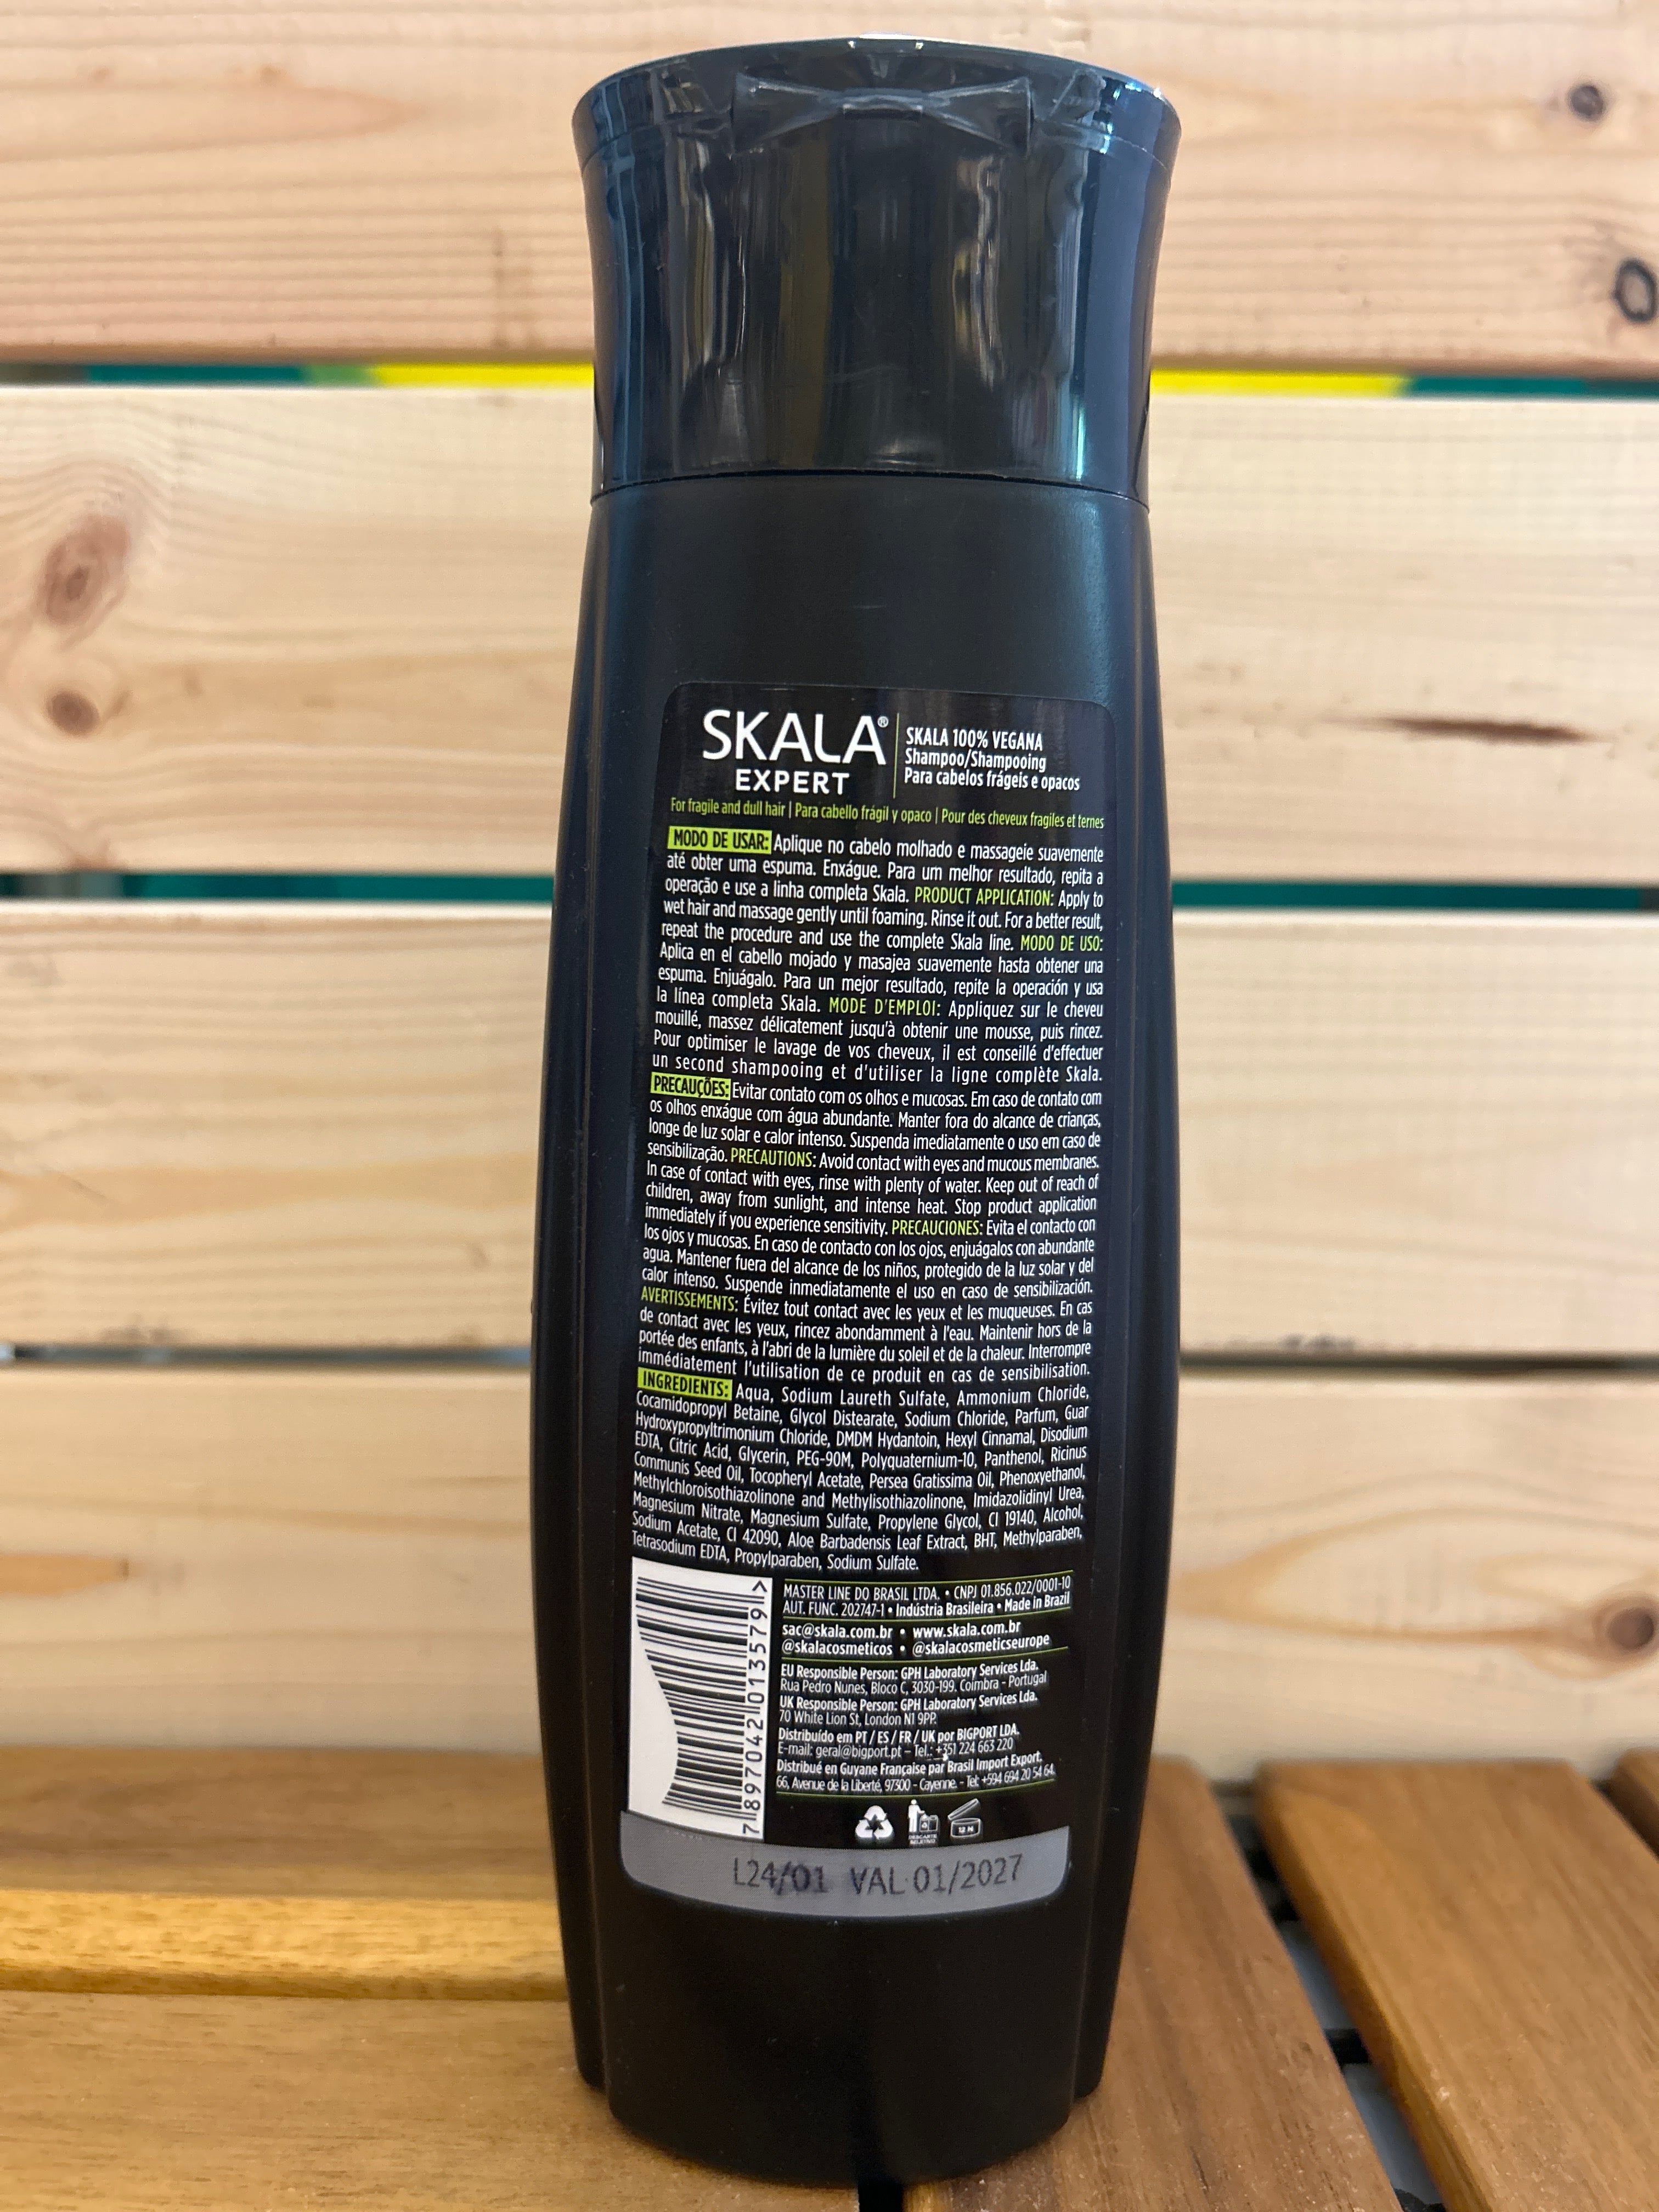 SKALA®
EXPERT
SKALA 100% VEGANA
Shampoo/Shampooing
Para cabelos frágeis e opacos
For fragile and dull hair | Para cabello frágil y opaco | Pour des cheveux fragiles et ternes
MODO DE USAR: Aplique no cabelo molhado e massageie suavemente
até obter uma espuma. Enxágue. Para um melhor resultado, repita a
operação e use a linha completa Skala. PRODUCT APPLICATION: Apply to
wet hair and massage gently until foaming. Rinse it out. For a better result,
repeat the procedure and use the complete Skala line. MODO DE USO:
Aplica en el cabello mojado y masajea suavemente hasta obtener una
espuma. Enjuágalo. Para un mejor resultado, repite la operación y usa
la línea completa Skala. MODE D'EMPLOI: Appliquez sur le cheveu
mouillé, massez délicatement jusqu'à obtenir une mousse, puis rincez.
Pour optimiser le lavage de vos cheveux, il est conseillé d'effectuer
un second shampooing et d'utiliser la ligne complète Skala.
PRECAUÇÕES: Evitar contato com os olhos e mucosas. Em caso de contato com
os olhos enxágue com água abundante. Manter fora do alcance de crianças,
longe de luz solar e calor intenso. Suspenda imediatamente o uso em caso de
sensibilização. PRECAUTIONS: Avoid contact with eyes and mucous membranes.
In case of contact with eyes, rinse with plenty of water. Keep out of reach of
children, away from sunlight, and intense heat. Stop product application
immediately if you experience sensitivity. PRECAUCIONES: Evita el contacto con
los ojos y mucosas. En caso de contacto con los ojos, enjuágalos con abundante
agua. Mantener fuera del alcance de los niños, protegido de la luz solar y del
calor intenso. Suspende inmediatamente el uso en caso de sensibilización.
AVERTISSEMENTS: Évitez tout contact avec les yeux et les muqueuses. En cas
de contact avec les yeux, rincez abondamment à l'eau. Maintenir hors de la
portée des enfants, à l'abri de la lumière du soleil et de la chaleur. Interrompre
immédiatement l'utilisation de ce produit en cas de sensibilisation.
INGREDIENTS: Aqua, Sodium Laureth Sulfate, Ammonium Chloride,
Cocamidopropyl Betaine, Glycol Distearate, Sodium Chloride, Parfum, Guar
Hydroxypropyltrimonium Chloride, DMDM Hydantoin, Hexyl Cinnamal, Disodium
EDTA, Citric Acid, Glycerin, PEG-90M, Polyquaternium-10, Panthenol, Ricinus
Communis Seed Oil, Tocopheryl Acetate, Persea Gratissima Oil, Phenoxyethanol,
Methylchloroisothiazolinone and Methylisothiazolinone, Imidazolidinyl Urea,
Magnesium Nitrate, Magnesium Sulfate, Propylene Glycol, CI 19140, Alcohol,
Sodium Acetate, CI 42090, Aloe Barbadensis Leaf Extract, BHT, Methylparaben,
Tetrasodium EDTA, Propylparaben, Sodium Sulfate.
7 897042 013579 >
MASTER LINE DO BRASIL LTDA. • CNPJ 01.856.022/0001-10
AUT. FUNC. 202747-1 • Indústria Brasileira • Made in Brazil
sac@skala.com.br • www.skala.com.br
@skalacosmeticos • @skalacosmeticseurope
EU Responsible Person: GPH Laboratory Services Lda.
Rua Pedro Nunes, Bloco C, 3030-199. Coimbra - Portugal
UK Responsible Person: GPH Laboratory Services Lda.
70 White Lion St, London N1 9PP.
Distribuído em PT / ES / FR / UK por BIGPORT LDA.
E-mail: geral@bigport.pt - Tel.: +351 224 663 220
Distribué en Guyane Française par Brasil Import Export.
66, Avenue de la Liberté, 97300 - Cayenne. - Tel: +594 694 20 54 64.
DESCARTE
SELETIVO
12 M
L24/01 VAL 01/2027